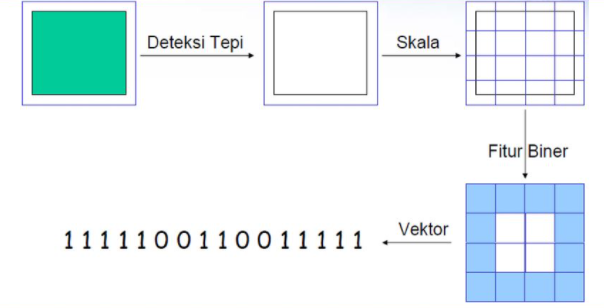 Deteksi Tepi
Skala
Fitur Biner
Vektor
1 1 1 1 1 0 0 1 1 0 0 1 1 1 1 1